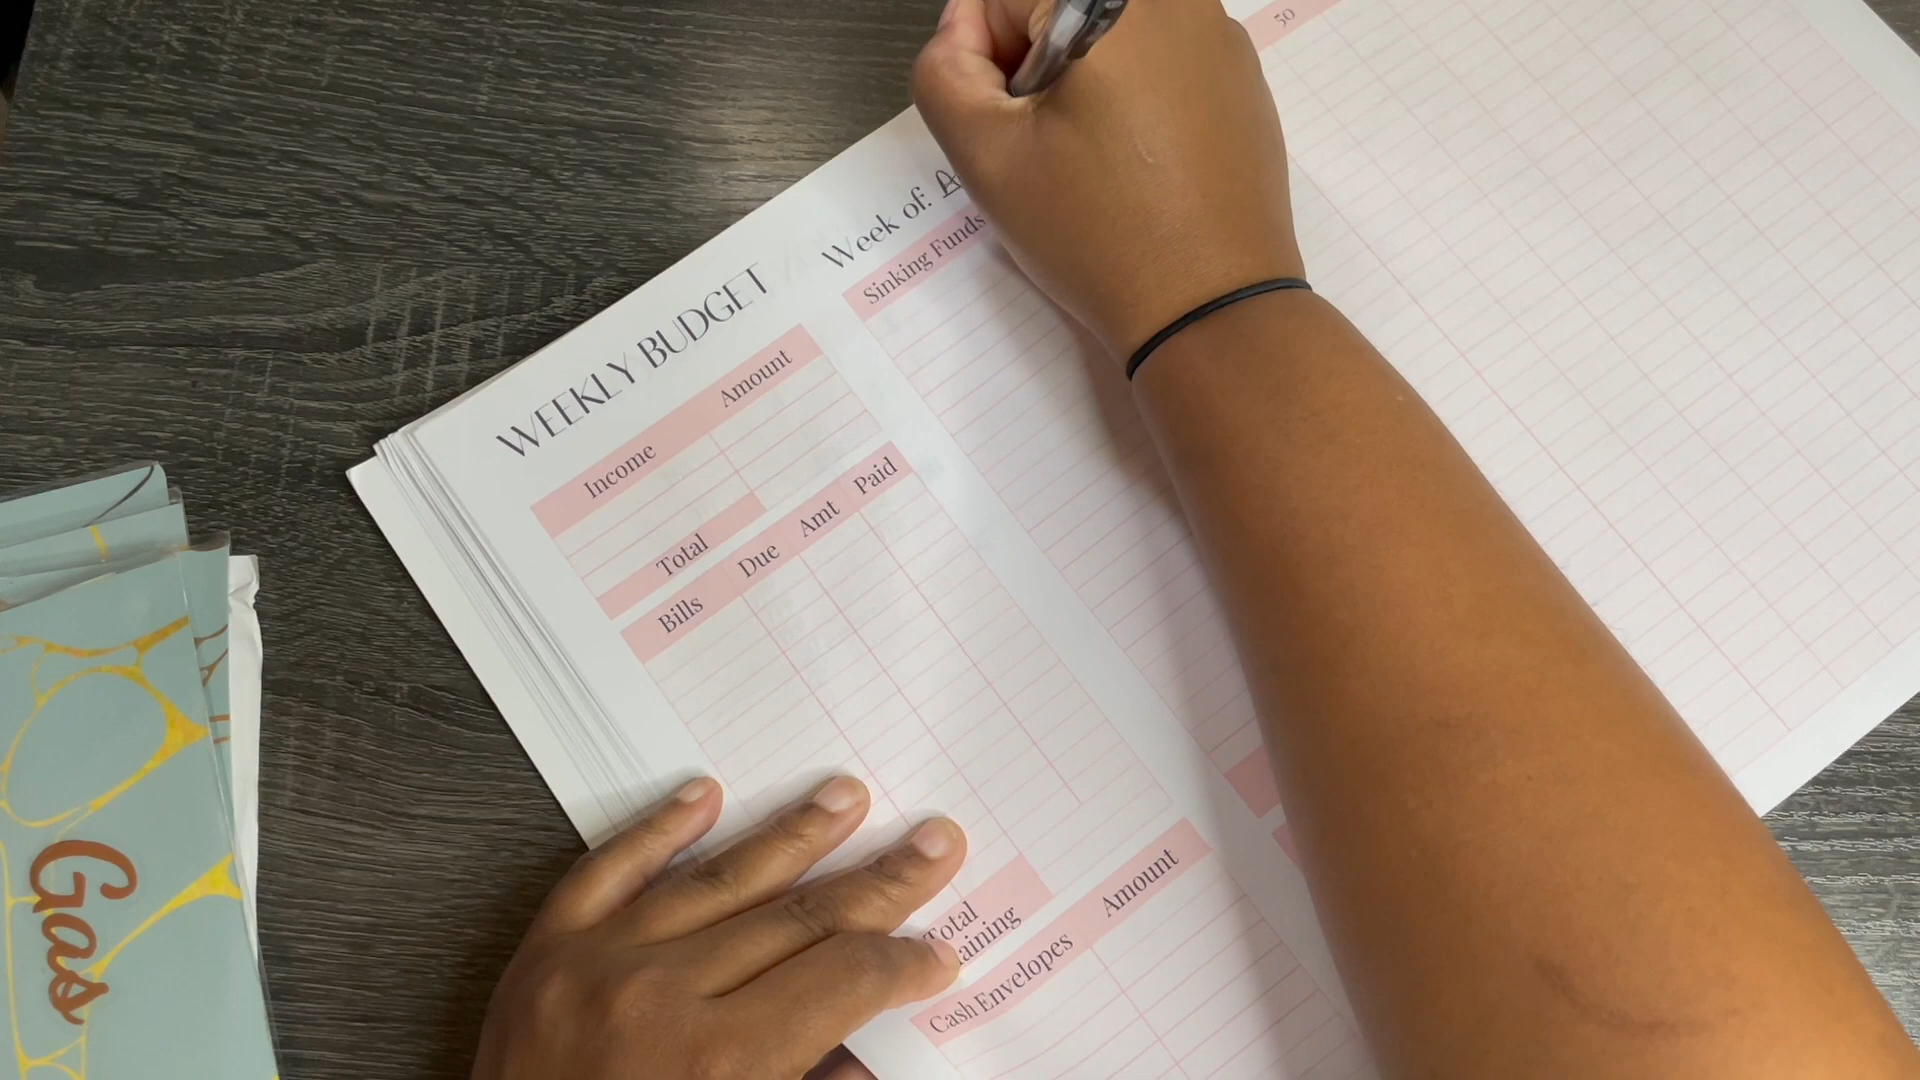 50
WEEKLY BUDGET
Week of:
Sinking Funds
Income Amount
Total
Bills Due Amt Paid
Total
Cash Envelopes Amount
Gas